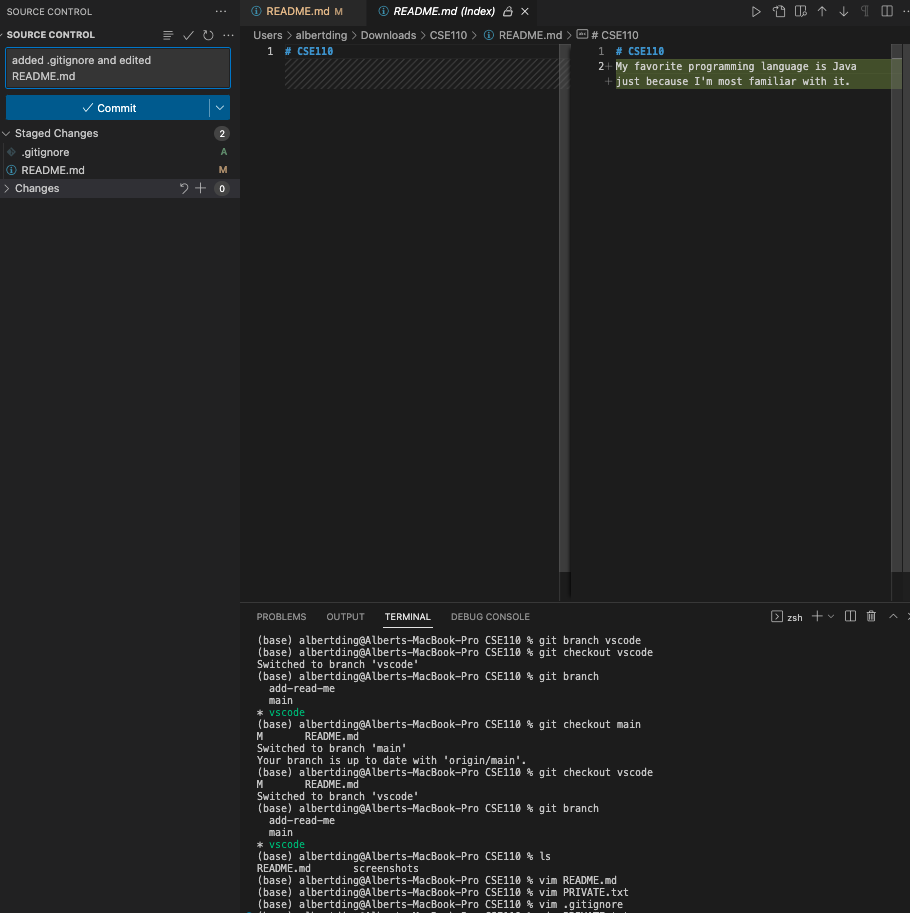 SOURCE CONTROL
SOURCE CONTROL
added .gitignore and edited
README.md
Commit
Staged Changes 2
.gitignore A
README.md M
Changes 0
README.md M
README.md (Index)
Users > albertding > Downloads > CSE110 > README.md > # CSE110
1 # CSE110
1 # CSE110
2+ My favorite programming language is Java
+ just because I'm most familiar with it.
PROBLEMS OUTPUT TERMINAL DEBUG CONSOLE zsh
(base) albertding@Alberts-MacBook-Pro CSE110 % git branch vscode
(base) albertding@Alberts-MacBook-Pro CSE110 % git checkout vscode
Switched to branch 'vscode'
(base) albertding@Alberts-MacBook-Pro CSE110 % git branch
add-read-me
main
* vscode
(base) albertding@Alberts-MacBook-Pro CSE110 % git checkout main
M README.md
Switched to branch 'main'
Your branch is up to date with 'origin/main'.
(base) albertding@Alberts-MacBook-Pro CSE110 % git checkout vscode
M README.md
Switched to branch 'vscode'
(base) albertding@Alberts-MacBook-Pro CSE110 % git branch
add-read-me
main
* vscode
(base) albertding@Alberts-MacBook-Pro CSE110 % ls
README.md screenshots
(base) albertding@Alberts-MacBook-Pro CSE110 % vim README.md
(base) albertding@Alberts-MacBook-Pro CSE110 % vim PRIVATE.txt
(base) albertding@Alberts-MacBook-Pro CSE110 % vim .gitignore